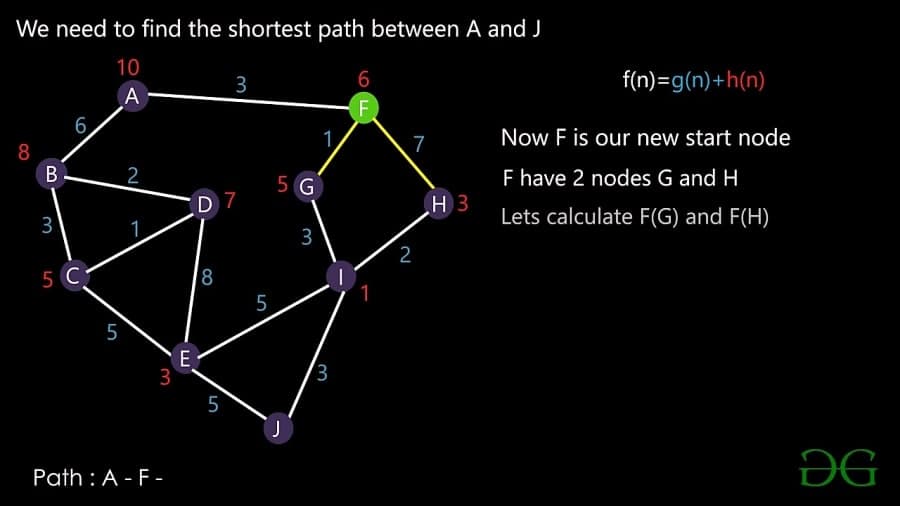 We need to find the shortest path between A and J
10
A
3
6
F
f(n)=g(n)+h(n)
6
1
7
Now F is our new start node
8
B
2
D
7
5
G
H
3
F have 2 nodes G and H
Lets calculate F(G) and F(H)
3
1
3
2
5
C
8
I
1
5
5
E
3
3
5
J
Path : A - F -
GG